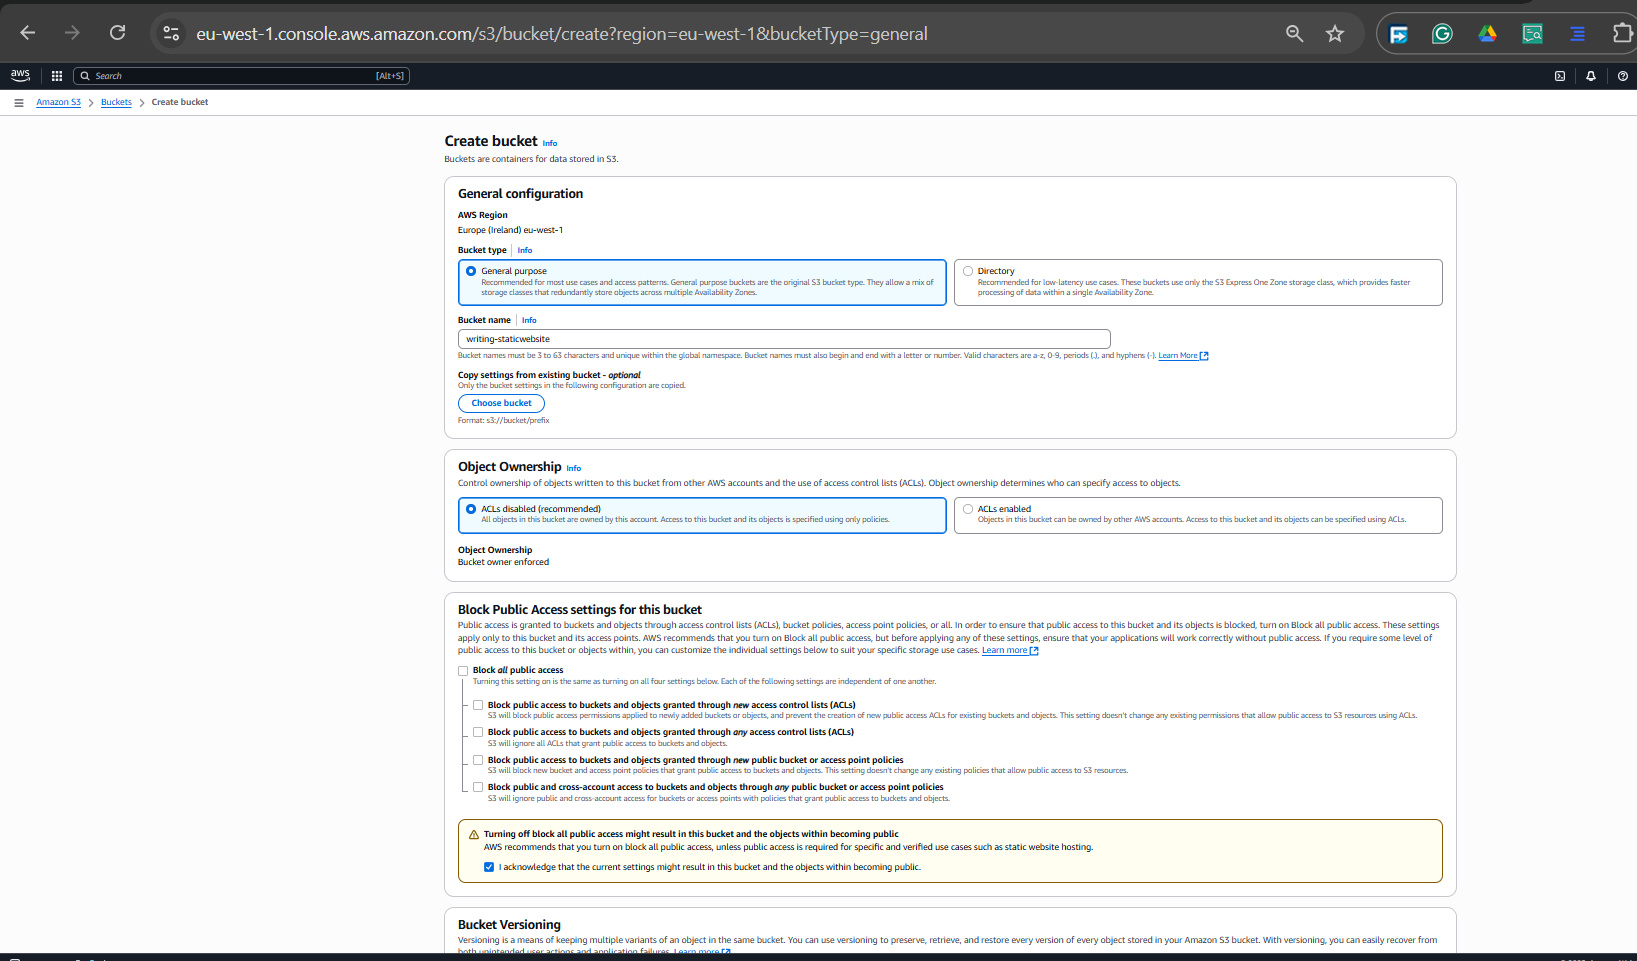 eu-west-1.console.aws.amazon.com/s3/bucket/create?region=eu-west-1&bucketType=general
aws
Search [Alt+S]
Amazon S3 > Buckets > Create bucket
Create bucket Info
Buckets are containers for data stored in S3.
General configuration
AWS Region
Europe (Ireland) eu-west-1
Bucket type Info
General purpose
Recommended for most use cases and access patterns. General purpose buckets are the original S3 bucket type. They allow a mix of
storage classes that redundantly store objects across multiple Availability Zones.
Directory
Recommended for low-latency use cases. These buckets use only the S3 Express One Zone storage class, which provides faster
processing of data within a single Availability Zone.
Bucket name Info
writing-staticwebsite
Bucket names must be 3 to 63 characters and unique within the global namespace. Bucket names must also begin and end with a letter or number. Valid characters are a-z, 0-9, periods (.), and hyphens (-). Learn More
Copy settings from existing bucket - optional
Only the bucket settings in the following configuration are copied.
Choose bucket
Format: s3://bucket/prefix
Object Ownership Info
Control ownership of objects written to this bucket from other AWS accounts and the use of access control lists (ACLs). Object ownership determines who can specify access to objects.
ACLs disabled (recommended)
All objects in this bucket are owned by this account. Access to this bucket and its objects is specified using only policies.
ACLs enabled
Objects in this bucket can be owned by other AWS accounts. Access to this bucket and its objects can be specified using ACLs.
Object Ownership
Bucket owner enforced
Block Public Access settings for this bucket
Public access is granted to buckets and objects through access control lists (ACLs), bucket policies, access point policies, or all. In order to ensure that public access to this bucket and its objects is blocked, turn on Block all public access. These settings
apply only to this bucket and its access points. AWS recommends that you turn on Block all public access, but before applying any of these settings, ensure that your applications will work correctly without public access. If you require some level of
public access to this bucket or objects within, you can customize the individual settings below to suit your specific storage use cases. Learn more
Block all public access
Turning this setting on is the same as turning on all four settings below. Each of the following settings are independent of one another.
Block public access to buckets and objects granted through new access control lists (ACLs)
S3 will block public access permissions applied to newly added buckets or objects, and prevent the creation of new public access ACLs for existing buckets and objects. This setting doesn't change any existing permissions that allow public access to S3 resources using ACLs.
Block public access to buckets and objects granted through any access control lists (ACLs)
S3 will ignore all ACLs that grant public access to buckets and objects.
Block public access to buckets and objects granted through new public bucket or access point policies
S3 will block new bucket and access point policies that grant public access to buckets and objects. This setting doesn't change any existing policies that allow public access to S3 resources.
Block public and cross-account access to buckets and objects through any public bucket or access point policies
S3 will ignore public and cross-account access for buckets or access points with policies that grant public access to buckets and objects.
Turning off block all public access might result in this bucket and the objects within becoming public
AWS recommends that you turn on block all public access, unless public access is required for specific and verified use cases such as static website hosting.
I acknowledge that the current settings might result in this bucket and the objects within becoming public.
Bucket Versioning
Versioning is a means of keeping multiple variants of an object in the same bucket. You can use versioning to preserve, retrieve, and restore every version of every object stored in your Amazon S3 bucket. With versioning, you can easily recover from
both unintended user actions and application failures. Learn more